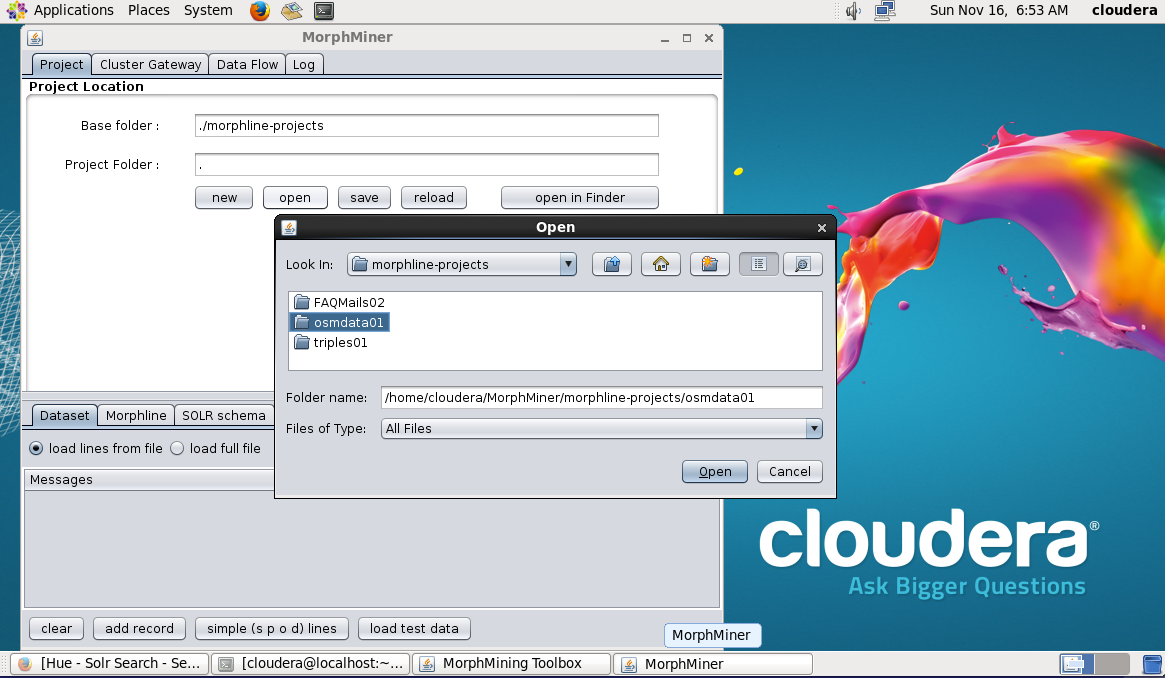 Applications Places System Sun Nov 16, 6:53 AM cloudera
MorphMiner
Project Cluster Gateway Data Flow Log
Project Location
Base folder : ./morphline-projects
Project Folder : .
new open save reload open in Finder
Open
Look In: morphline-projects
FAQMails02
osmdata01
triples01
Folder name: /home/cloudera/MorphMiner/morphline-projects/osmdata01
Files of Type: All Files
Open Cancel
Dataset Morphline SOLR schema
load lines from file load full file
Messages
cloudera®
Ask Bigger Questions
clear add record simple (s p o d) lines load test data
MorphMiner
[Hue - Solr Search - Se... [cloudera@localhost:~... MorphMining Toolbox MorphMiner